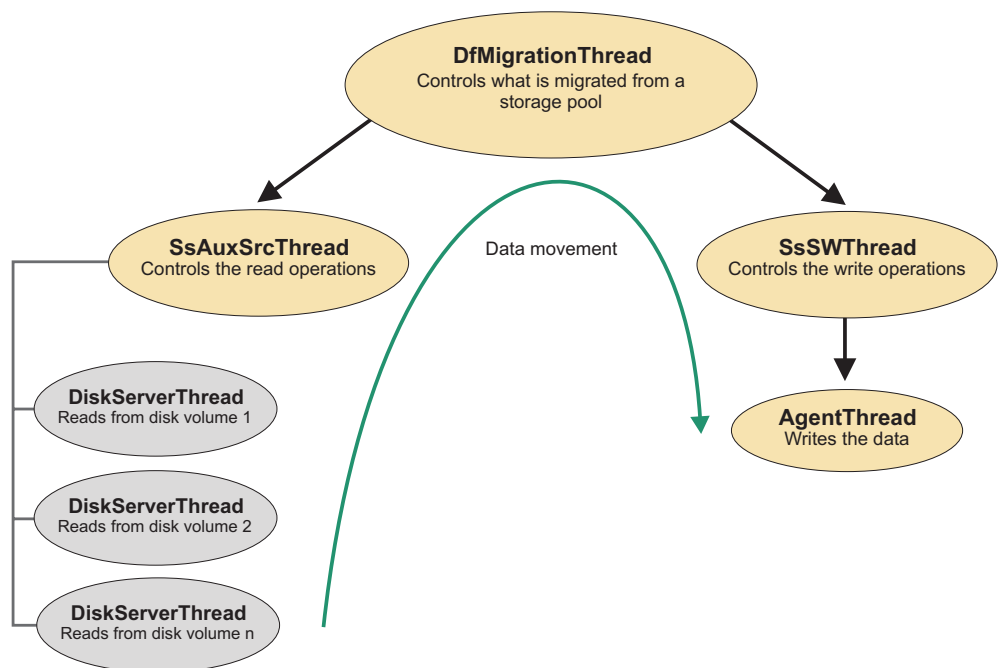 DfMigrationThread
Controls what is migrated from a
storage pool
SsAuxSrcThread
Controls the read operations
Data movement
SsSWThread
Controls the write operations
DiskServerThread
Reads from disk volume 1
AgentThread
Writes the data
DiskServerThread
Reads from disk volume 2
DiskServerThread
Reads from disk volume n